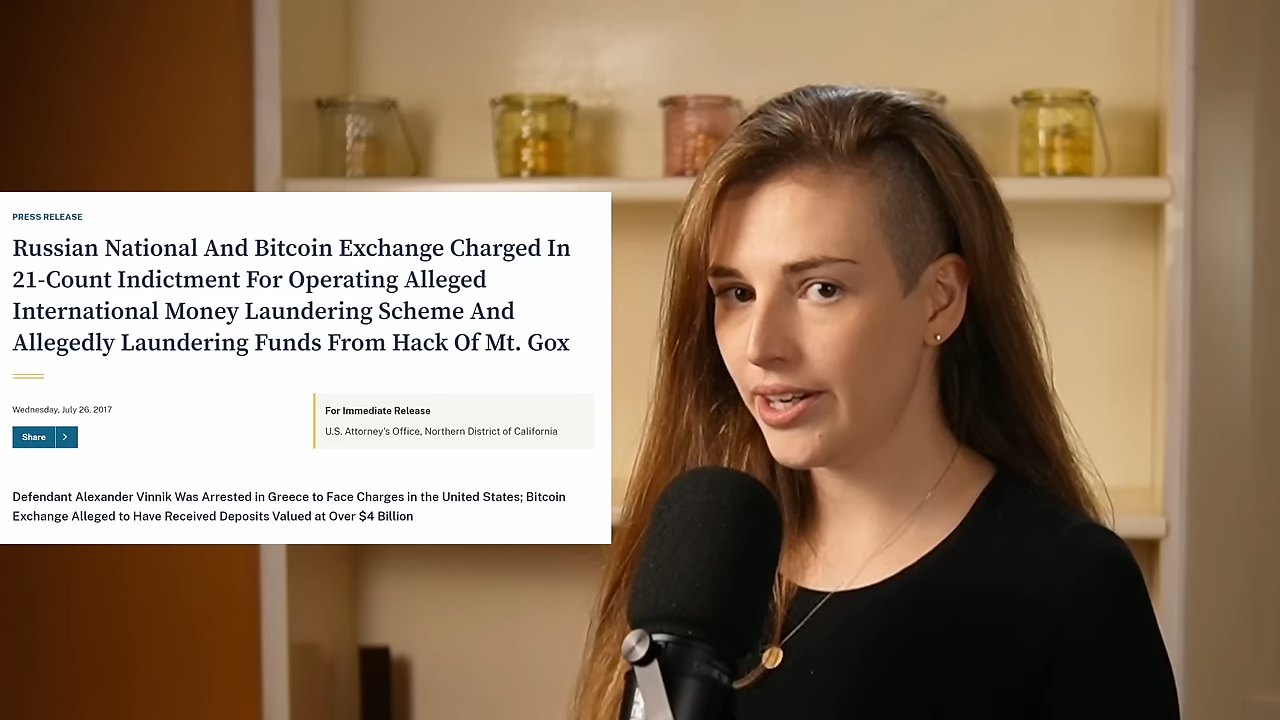 PRESS RELEASE
Russian National And Bitcoin Exchange Charged In
21-Count Indictment For Operating Alleged
International Money Laundering Scheme And
Allegedly Laundering Funds From Hack Of Mt. Gox
Wednesday, July 26, 2017
For Immediate Release
Share
U.S. Attorney's Office, Northern District of California
Defendant Alexander Vinnik Was Arrested in Greece to Face Charges in the United States; Bitcoin
Exchange Alleged to Have Received Deposits Valued at Over $4 Billion